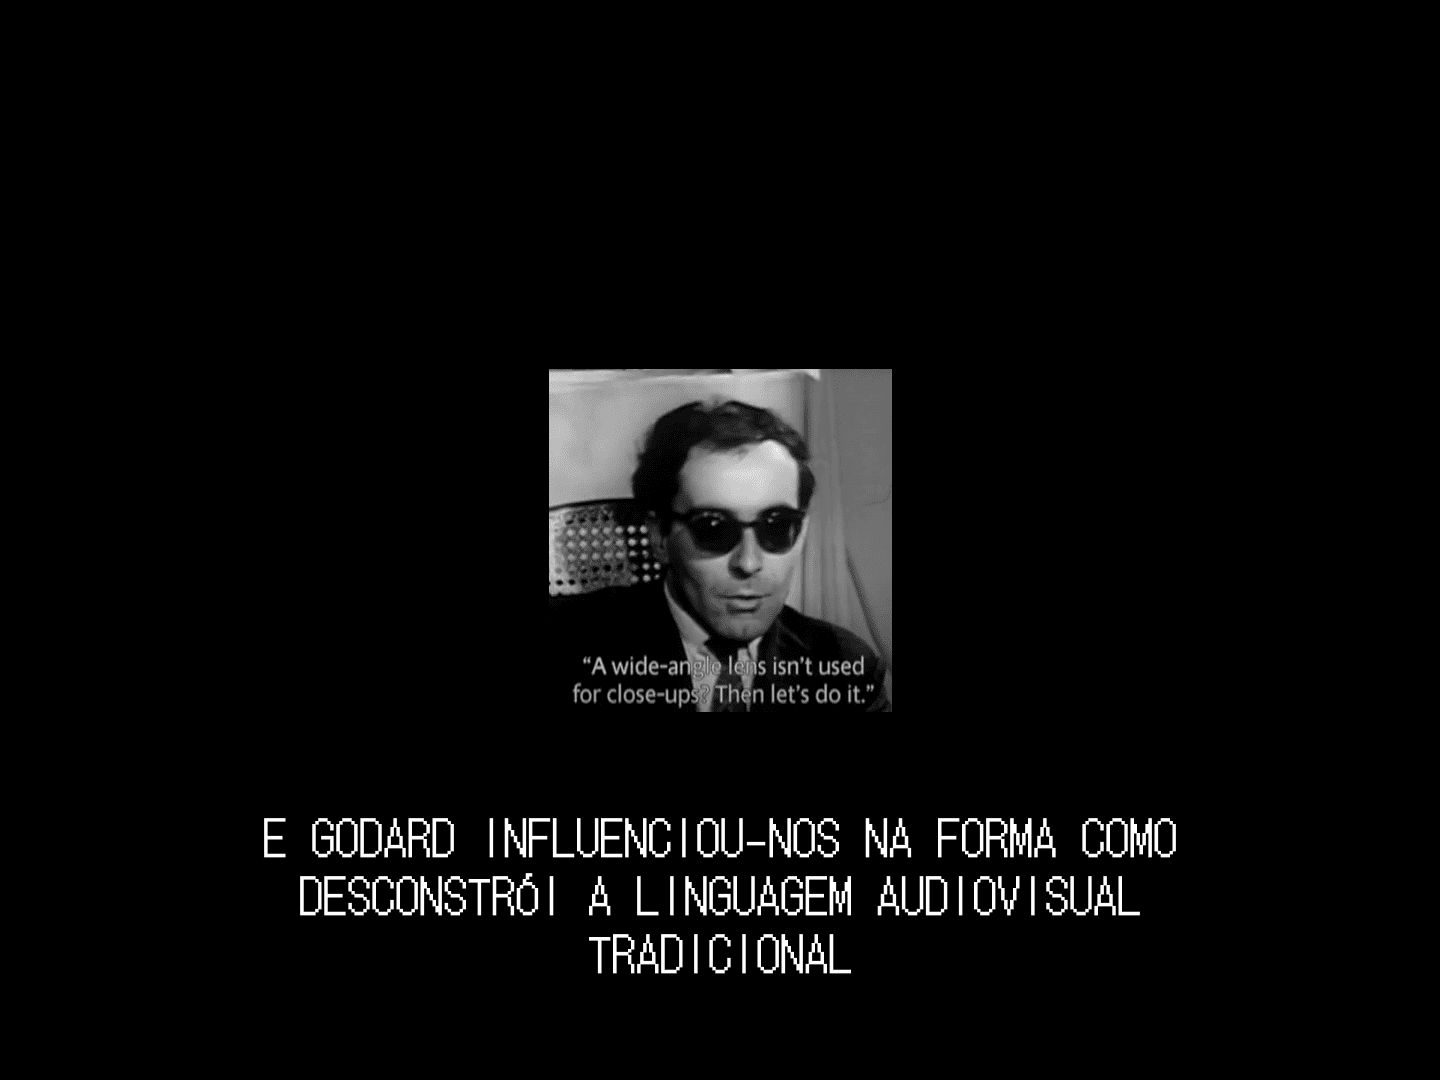 “A wide-angle lens isn’t used
for close-ups? Then let’s do it.”
E GODARD INFLUENCIOU-NOS NA FORMA COMO
DESCONSTRÓI A LINGUAGEM AUDIOVISUAL
TRADICIONAL